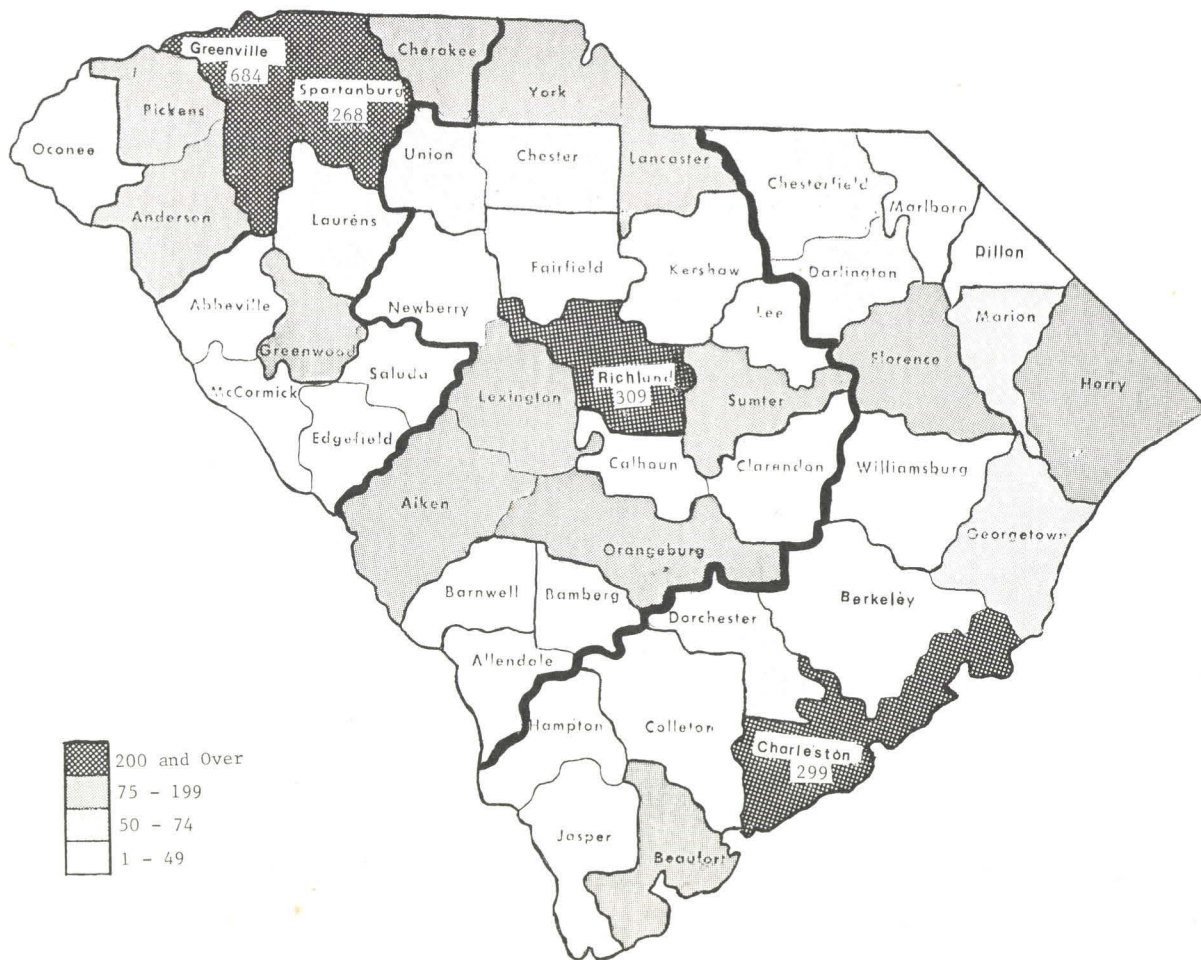 Greenville
684
Spartanburg
268
Cherokee
York
Pickens
Oconee
Union
Chester
Lancaster
Anderson
Laurens
Chesterfield
Marlboro
Dillon
Fairfield
Kershaw
Darlington
Abbeville
Newberry
Lee
Marion
Greenwood
Saluda
Florence
Horry
McCormick
Lexington
Richland
309
Sumter
Edgefield
Calhoun
Clarendon
Williamsburg
Aiken
Georgetown
Orangeburg
Barnwell
Bamberg
Berkeley
Dorchester
Allendale
Hampton
Colleton
Charleston
299
Jasper
Beaufort
200 and Over
75 - 199
50 - 74
1 - 49